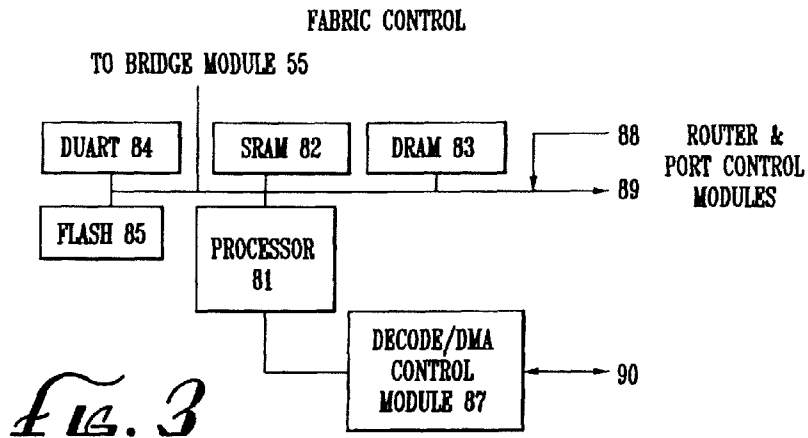 FABRIC CONTROL
TO BRIDGE MODULE 55
DUART 84
SRAM 82
DRAM 83
88
ROUTER &
PORT CONTROL
MODULES
89
FLASH 85
PROCESSOR
81
DECODE/DMA
CONTROL
MODULE 87
90
FIG. 3